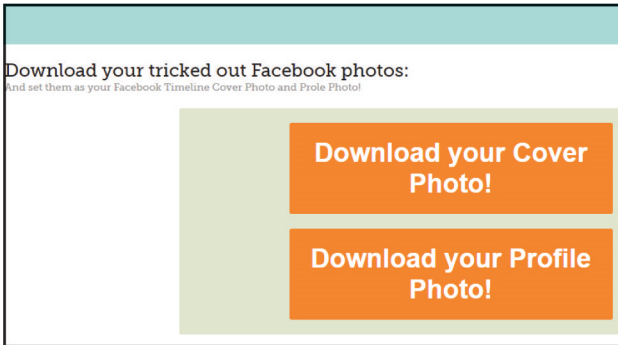 Download your tricked out Facebook photos:
And set them as your Facebook Timeline Cover Photo and Prole Photo!
Download your Cover
Photo!
Download your Profile
Photo!